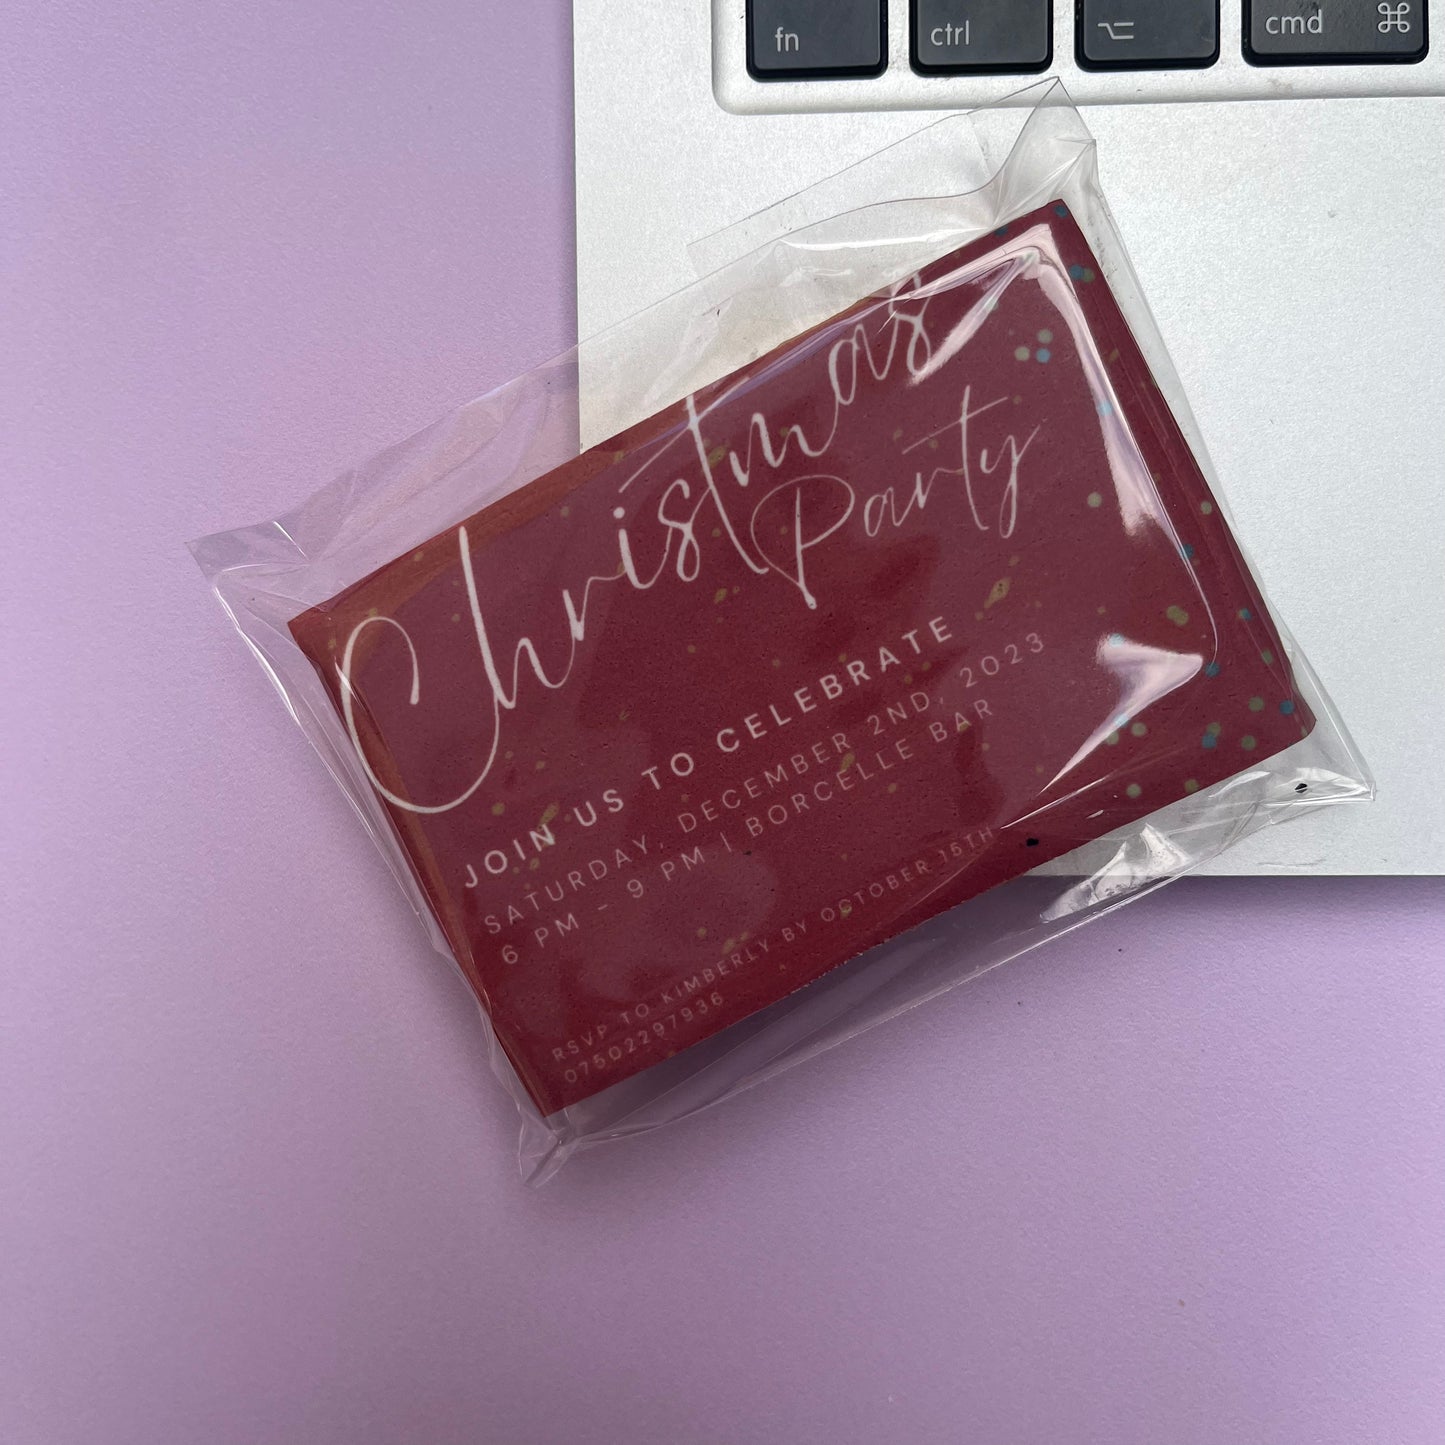 fn ctrl ⌥ cmd ⌘
Christmas
Party
JOIN US TO CELEBRATE
SATURDAY, DECEMBER 2ND, 2023
6 PM - 9 PM | BORCELLE BAR
RSVP TO KIMBERLY BY OCTOBER 15TH
07502297936